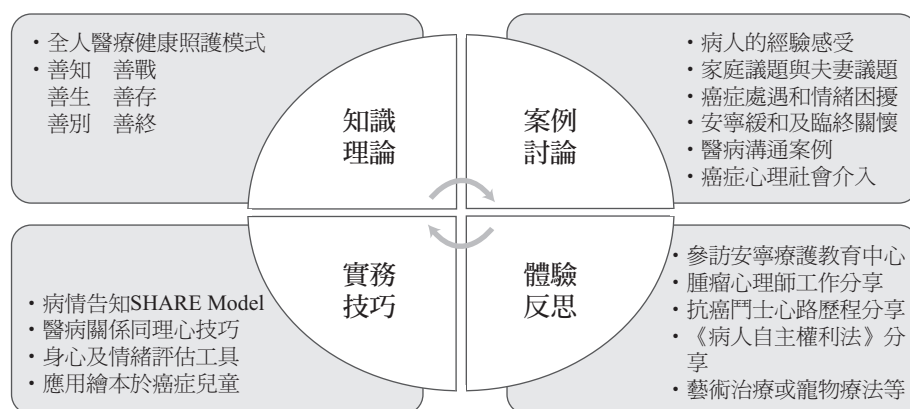 ・全人醫療健康照護模式
・善知　善戰
善生　善存
善別　善終
知識
理論
案例
討論
・病人的經驗感受
・家庭議題與夫妻議題
・癌症處遇和情緒困擾
・安寧緩和及臨終關懷
・醫病溝通案例
・癌症心理社會介入
・病情告知SHARE Model
・醫病關係同理心技巧
・身心及情緒評估工具
・應用繪本於癌症兒童
實務
技巧
體驗
反思
・參訪安寧療護教育中心
・腫瘤心理師工作分享
・抗癌鬥士心路歷程分享
・《病人自主權利法》分
享
・藝術治療或寵物療法等